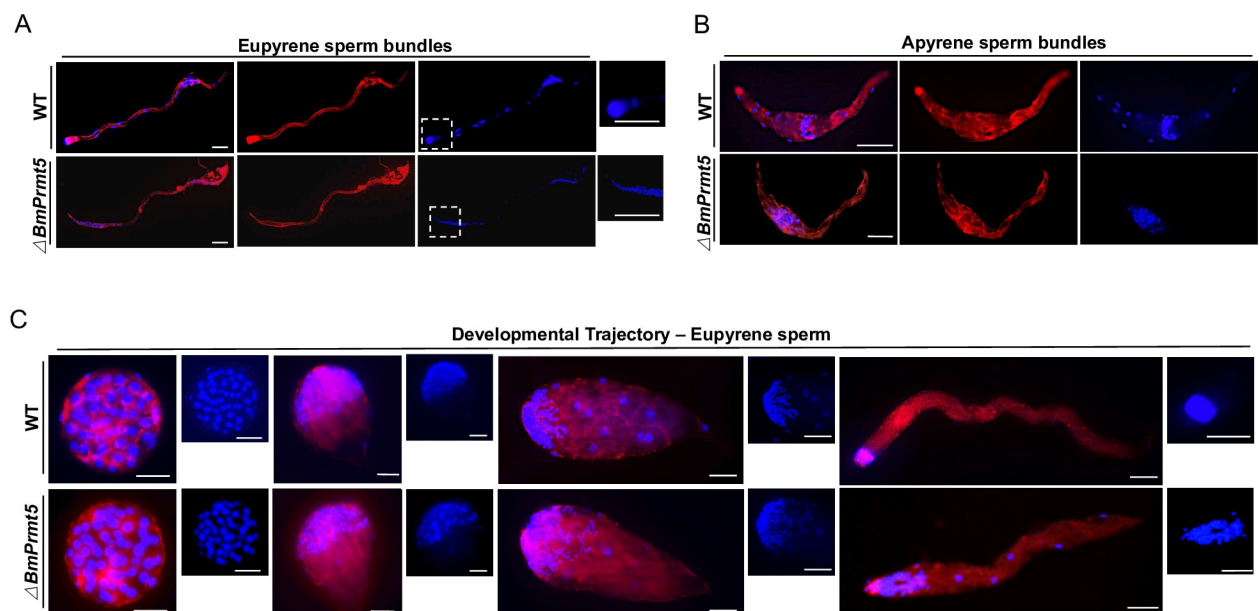 A
Eupyrene sperm bundles
WT
△BmPrmt5
B
Apyrene sperm bundles
WT
△BmPrmt5
C
Developmental Trajectory – Eupyrene sperm
WT
△BmPrmt5